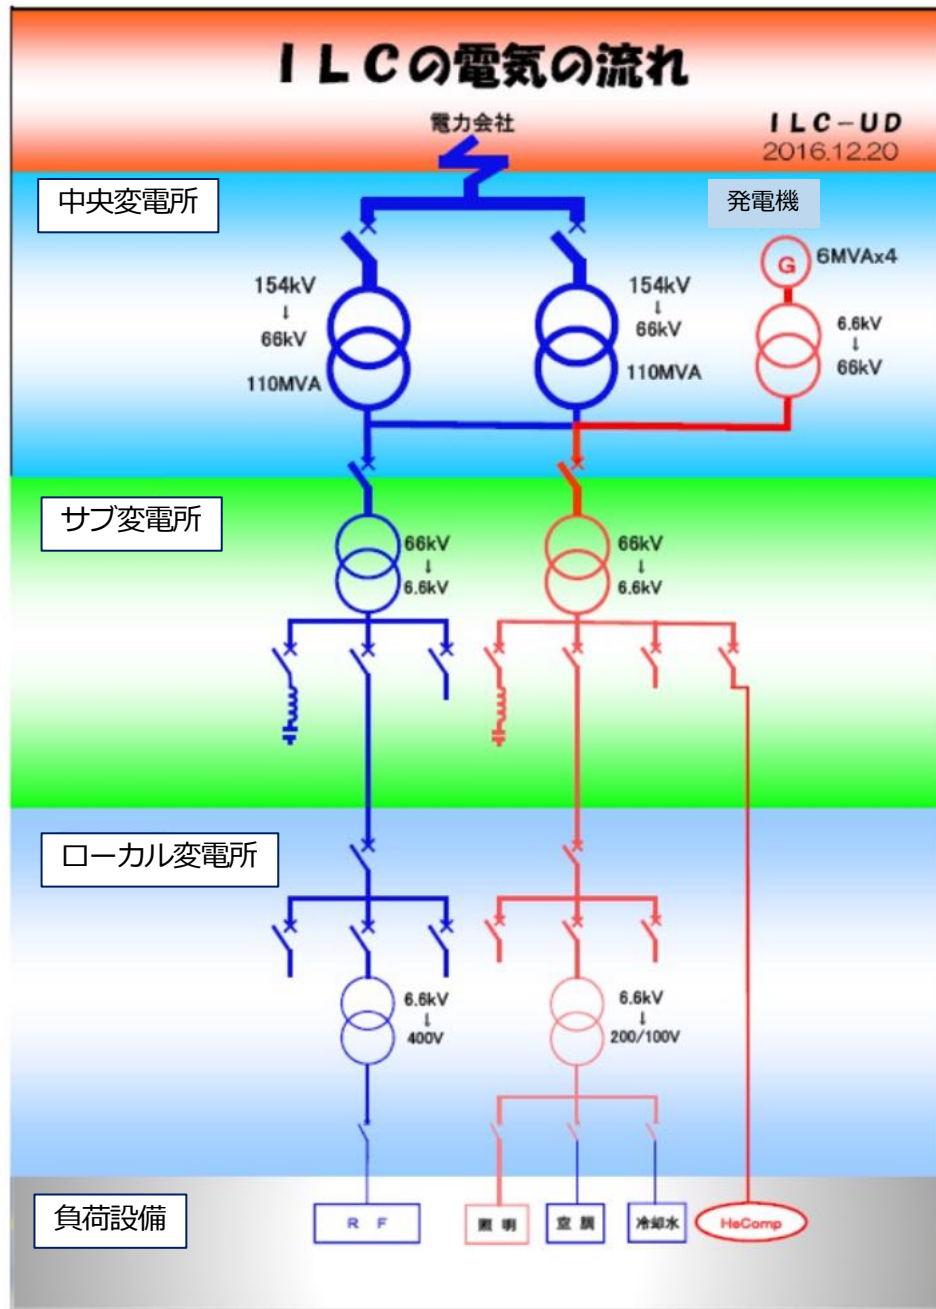 ILCの電気の流れ
電力会社
ILC-UD
2016.12.20
中央変電所
発電機
G
6MVAx4
154kV
↓
66kV
110MVA
154kV
↓
66kV
110MVA
6.6kV
↓
66kV
サブ変電所
66kV
↓
6.6kV
66kV
↓
6.6kV
ローカル変電所
6.6kV
↓
400V
6.6kV
↓
200/100V
負荷設備
RF
照明
空調
冷却水
HeComp